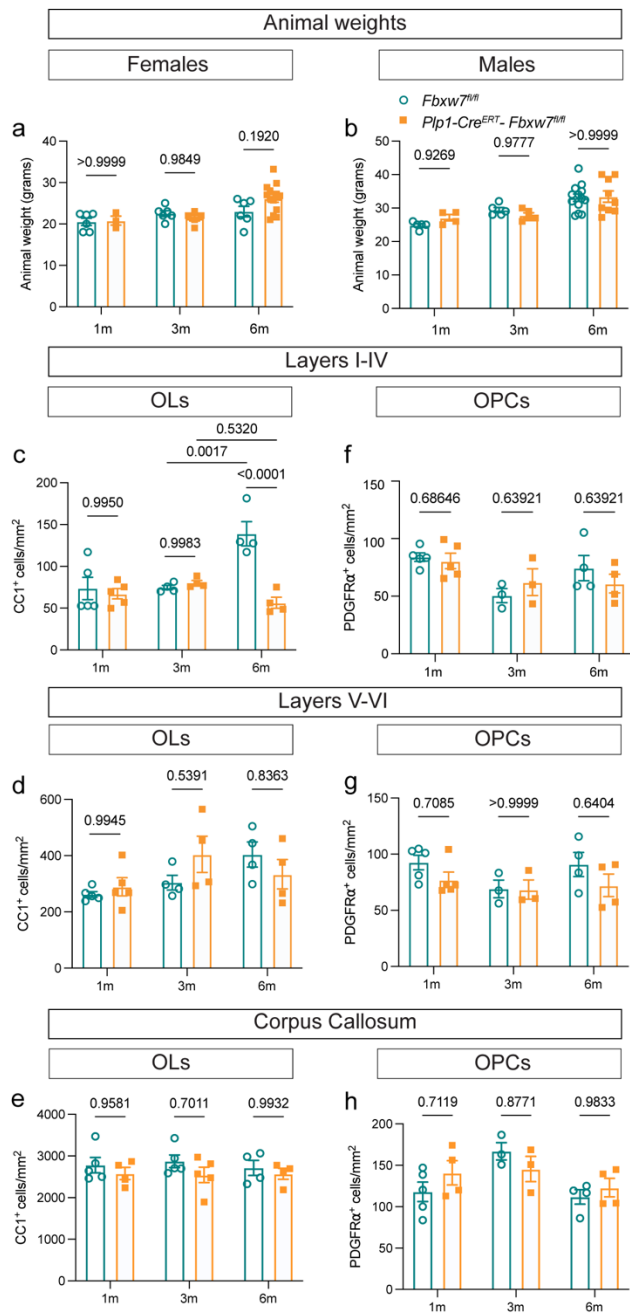 Animal weights
Females
Males
Fbxw7fl/fl
Plp1-CreERT- Fbxw7fl/fl
a
0.1920
>0.9999
0.9849
40
30
20
10
0
Animal weight (grams)
1m
3m
6m
b
>0.9999
0.9777
0.9269
50
40
30
20
10
0
Animal weight (grams)
1m
3m
6m
Layers I-IV
OLs
OPCs
c
0.5320
0.0017
<0.0001
0.9950
0.9983
200
150
100
50
0
CC1+ cells/mm2
1m
3m
6m
f
0.68646
0.63921
0.63921
150
100
50
0
PDGFRα+ cells/mm2
1m
3m
6m
Layers V-VI
OLs
OPCs
d
0.5391
0.8363
0.9945
600
400
200
0
CC1+ cells/mm2
1m
3m
6m
g
0.7085
>0.9999
0.6404
150
100
50
0
PDGFRα+ cells/mm2
1m
3m
6m
Corpus Callosum
OLs
OPCs
e
0.9581
0.7011
0.9932
4000
3000
2000
1000
0
CC1+ cells/mm2
1m
3m
6m
h
0.7119
0.8771
0.9833
200
150
100
50
0
PDGFRα+ cells/mm2
1m
3m
6m